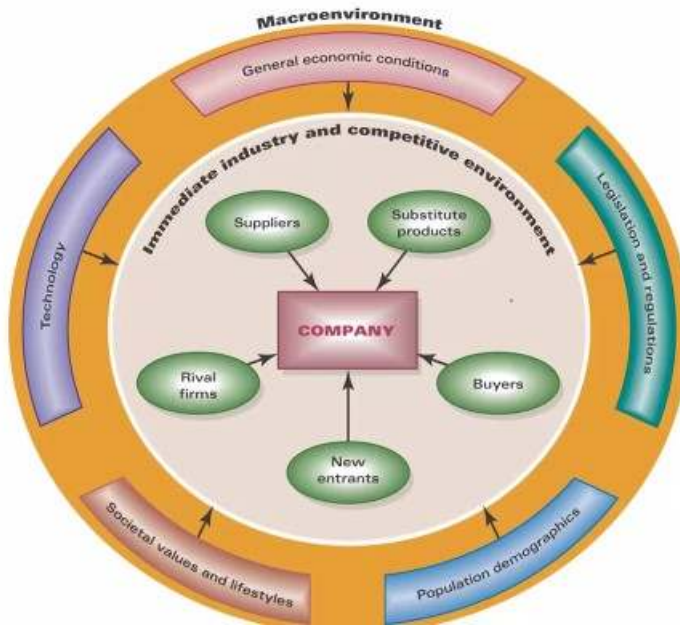 Macroenvironment
General economic conditions
Immediate industry and competitive environment
Technology
Legislation and regulations
Suppliers
Substitute
products
COMPANY
Rival
firms
Buyers
New
entrants
Societal values and lifestyles
Population demographics